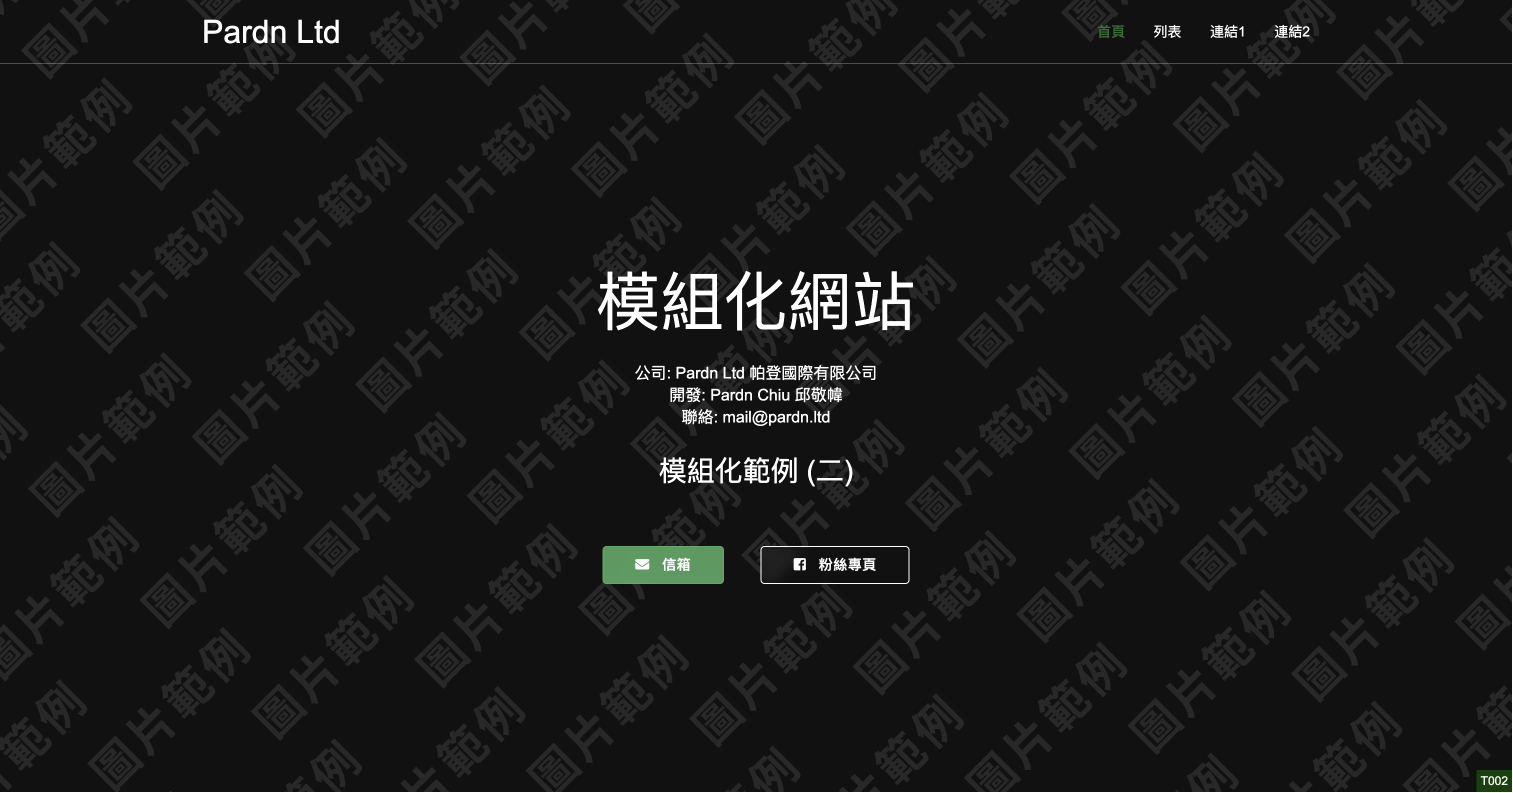 Pardn Ltd
首頁 列表 連結1 連結2
模組化網站
公司: Pardn Ltd 帕登國際有限公司
開發: Pardn Chiu 邱敬幃
聯絡: mail@pardn.ltd
模組化範例 (二)
信箱 粉絲專頁
圖片範例
T002